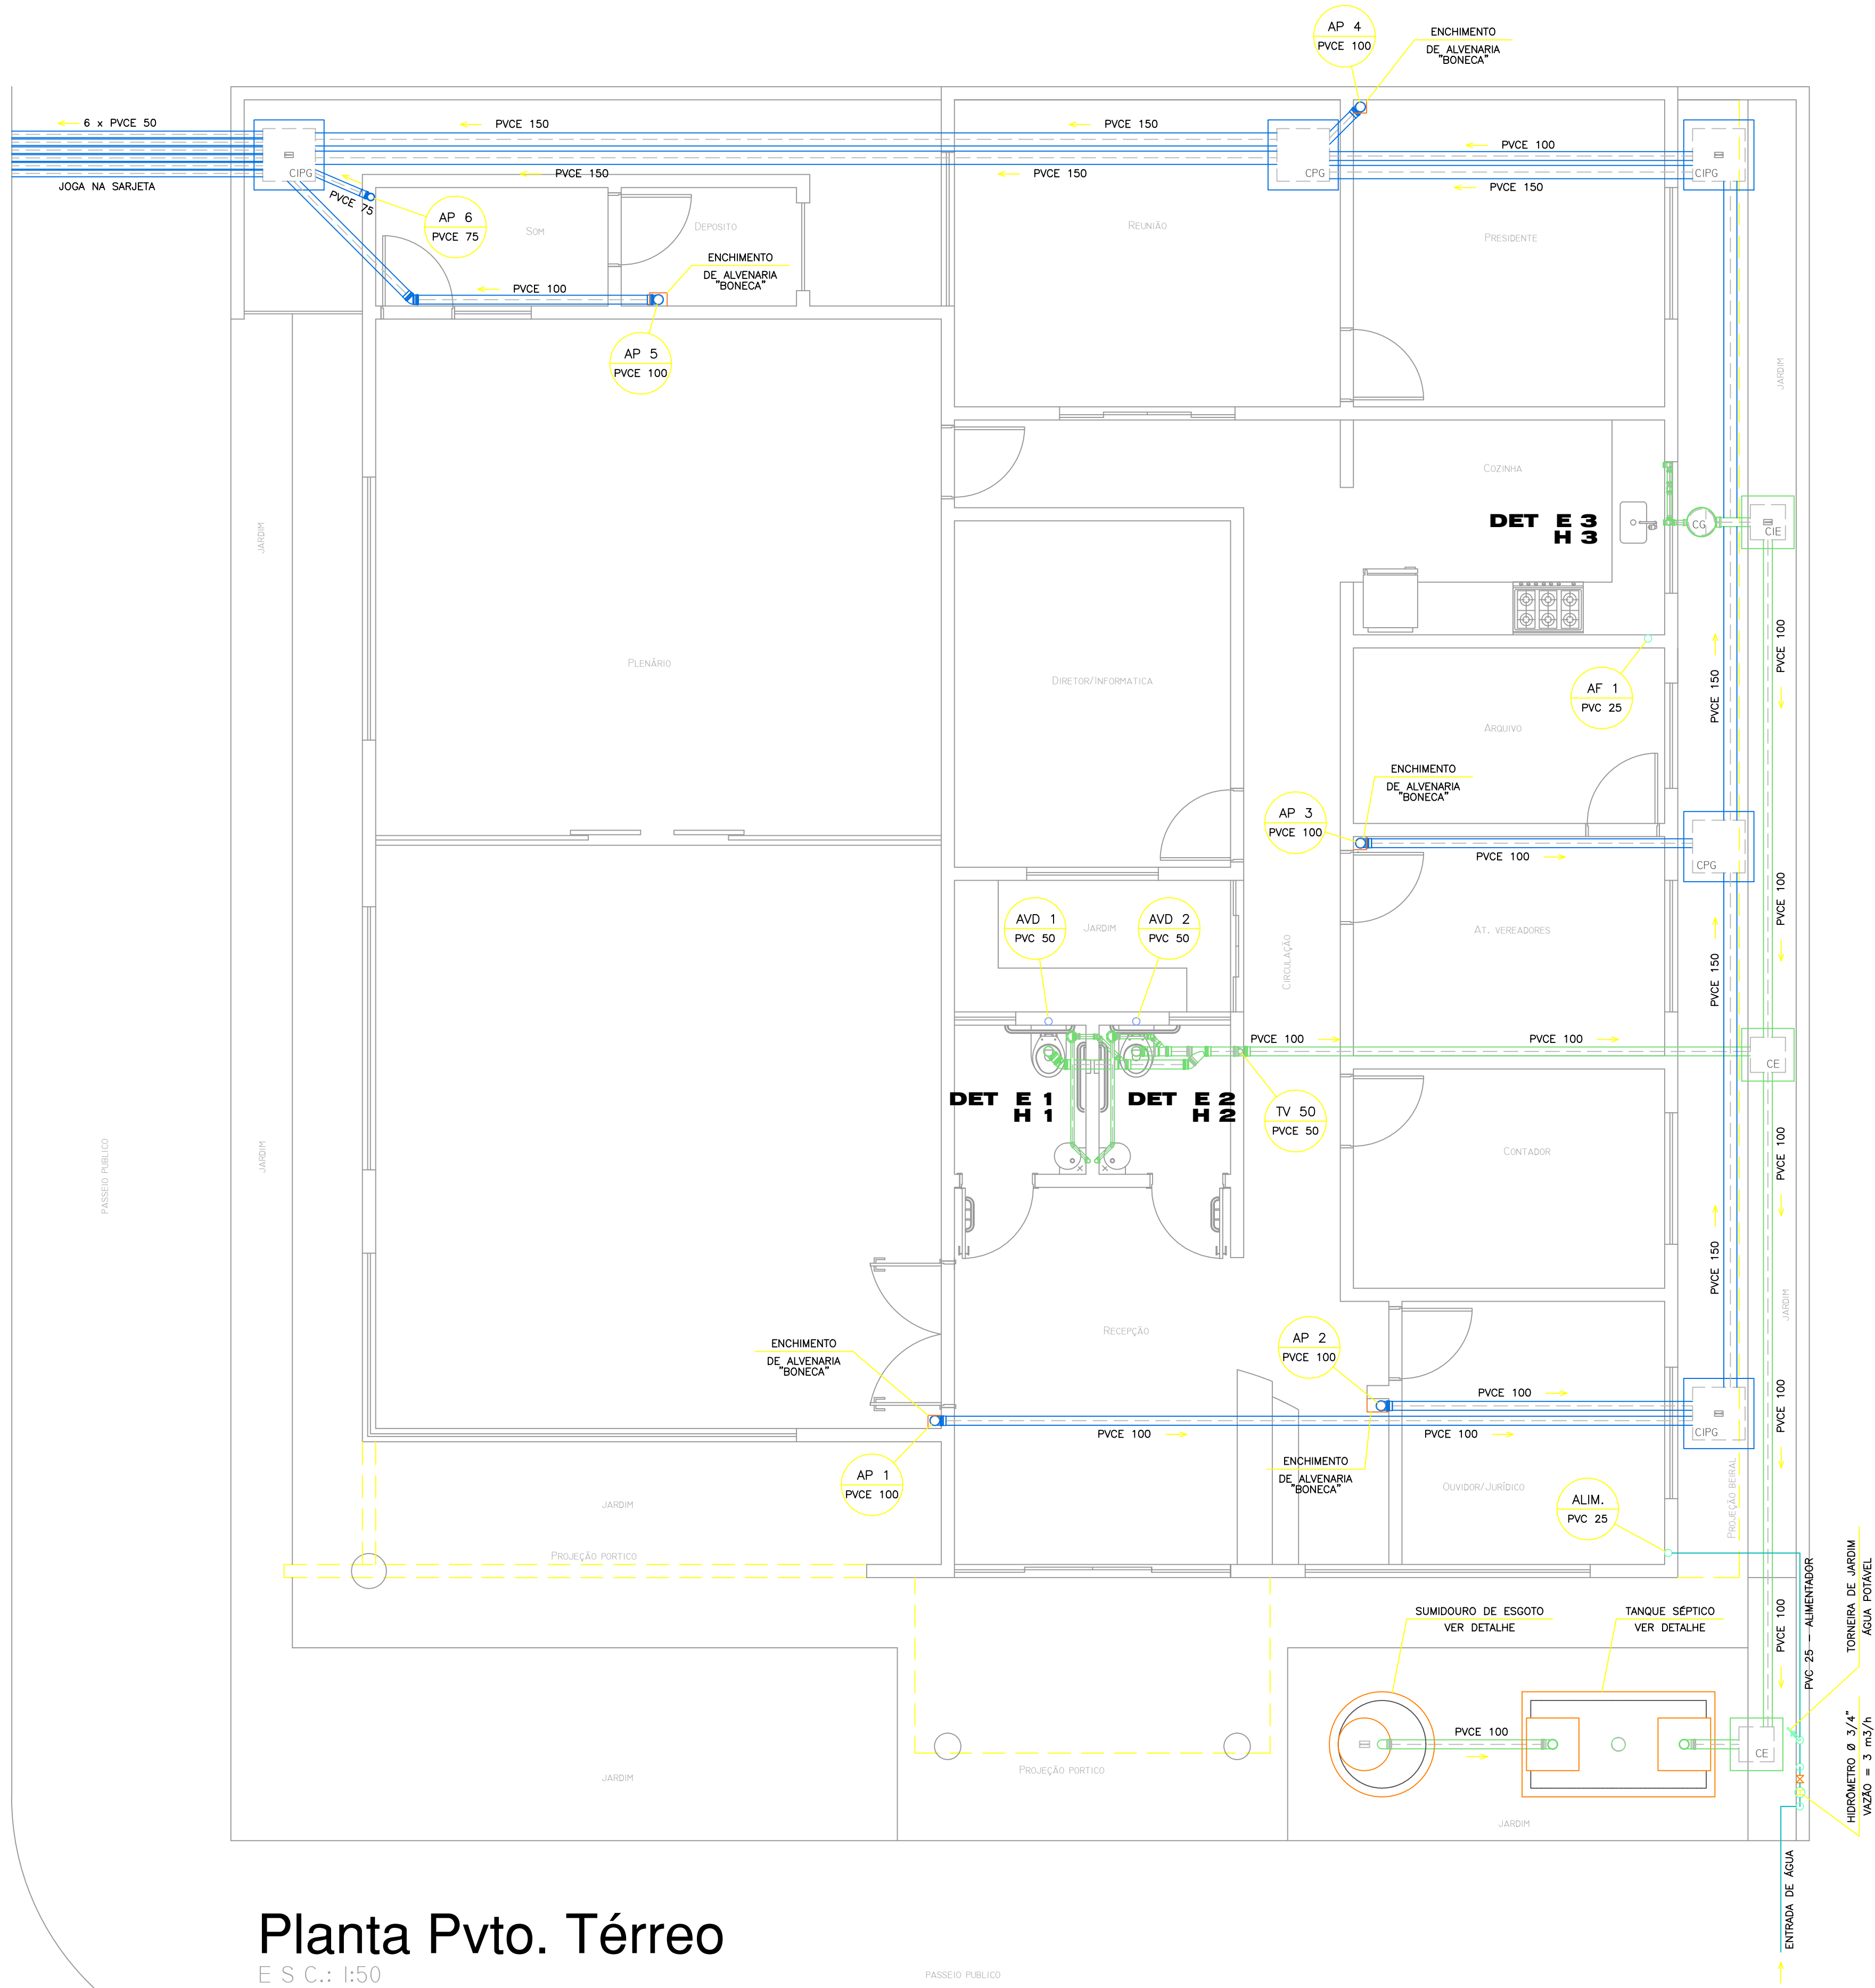 AP 4
PVCE 100
ENCHIMENTO
DE ALVENARIA
"BONECA"
6 x PVCE 50
PVCE 150
PVCE 150
PVCE 100
CIPG
CPG
CIPG
JOGA NA SARJETA
PVCE 150
PVCE 150
PVCE 150
PVCE 75
AP 6
PVCE 75
SOM
DEPOSITO
REUNIÃO
PRESIDENTE
ENCHIMENTO
DE ALVENARIA
"BONECA"
PVCE 100
AP 5
PVCE 100
JARDIM
COZINHA
DET E 3
H 3
CG
CIE
JARDIM
PVCE 100
PLENÁRIO
DIRETOR/INFORMATICA
AF 1
PVC 25
PVCE 150
ARQUIVO
ENCHIMENTO
DE ALVENARIA
"BONECA"
AP 3
PVCE 100
PVCE 100
CPG
PVCE 100
AVD 1
PVC 50
AVD 2
PVC 50
JARDIM
CIRCULAÇÃO
AT. VEREADORES
PVCE 150
PVCE 100
PVCE 100
CE
DET E 1
H 1
DET E 2
H 2
TV 50
PVCE 50
PASSEIO PUBLICO
JARDIM
CONTADOR
PVCE 100
PVCE 150
JARDIM
RECEPÇÃO
ENCHIMENTO
DE ALVENARIA
"BONECA"
AP 2
PVCE 100
PVCE 100
PVCE 100
PVCE 100
PVCE 100
CIPG
AP 1
PVCE 100
ENCHIMENTO
DE ALVENARIA
"BONECA"
OUVIDOR/JURÍDICO
ALIM.
PVC 25
PROJEÇÃO BEIRAL
JARDIM
PROJEÇÃO PORTICO
SUMIDOURO DE ESGOTO
VER DETALHE
TANQUE SÉPTICO
VER DETALHE
PVCE 100
PVC 25 - ALIMENTADOR
TORNEIRA DE JARDIM
ÁGUA POTÁVEL
PVCE 100
CE
HIDRÔMETRO Ø 3/4"
VAZÃO = 3 m3/h
JARDIM
PROJEÇÃO PORTICO
JARDIM
ENTRADA DE ÁGUA
Planta Pvto. Térreo
E S C.: 1:50
PASSEIO PUBLICO